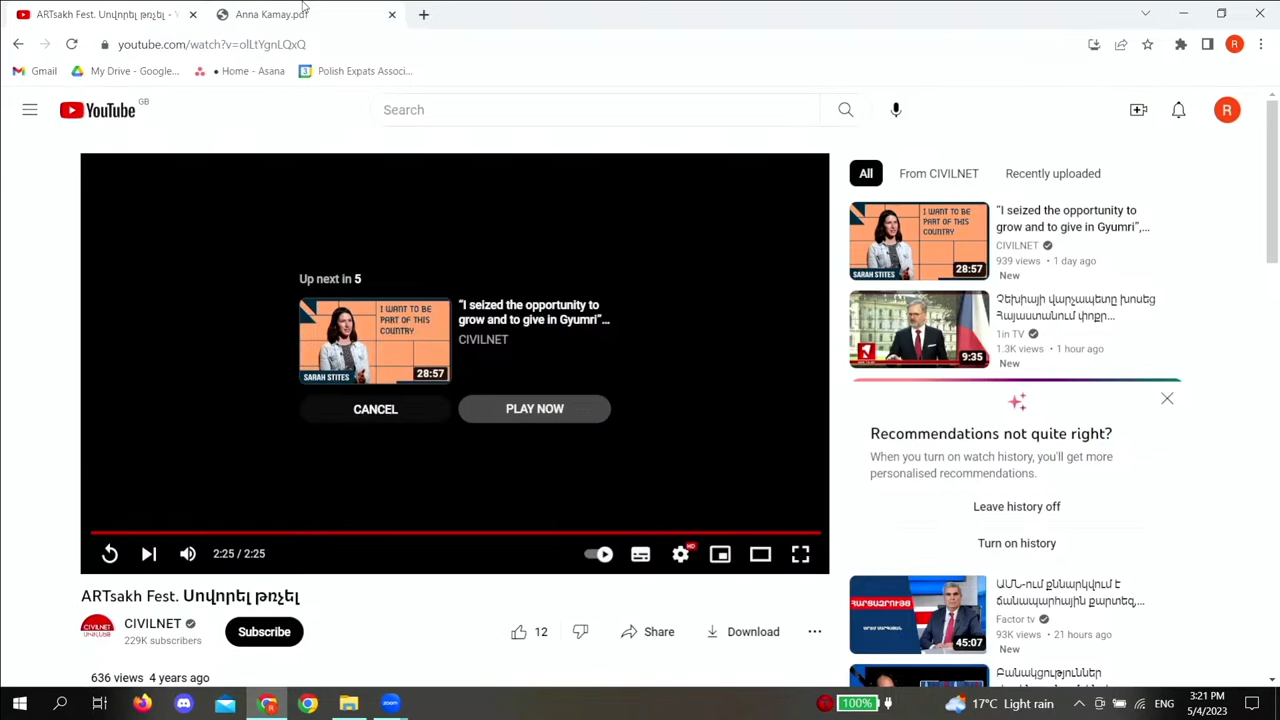 ARTsakh Fest. Սովորել թռչել - Y
Anna Kamay.pdf
youtube.com/watch?v=olLtYgnLQxQ
R
Gmail
My Drive - Google...
• Home - Asana
Polish Expats Associ...
YouTube
GB
Search
R
Up next in 5
I WANT TO BE
PART OF THIS
COUNTRY
SARAH STITES
28:57
“I seized the opportunity to
grow and to give in Gyumri”...
CIVILNET
CANCEL
PLAY NOW
2:25 / 2:25
HD
ARTsakh Fest. Սովորել թռչել
CIVILNET
CIVILNET
229K subscribers
Subscribe
12
Share
Download
636 views 4 years ago
All
From CIVILNET
Recently uploaded
I WANT TO BE
PART OF THIS
COUNTRY
SARAH STITES
28:57
“I seized the opportunity to
grow and to give in Gyumri”,...
CIVILNET
939 views • 1 day ago
New
9:35
Չեխիայի վարչապետը խոսեց
Հայաստանում փոքր...
1in TV
1.3K views • 1 hour ago
New
Recommendations not quite right?
When you turn on watch history, you'll get more
personalised recommendations.
Leave history off
Turn on history
ՀԱՐՑԱԶՐՈՒՅՑ
45:07
ԱՄՆ-ում քննարկվում է
ճանապարհային քարտեզ,...
Factor tv
93K views • 21 hours ago
New
Բանակցություններ
zoom
100%
17°C Light rain
ENG
3:21 PM
5/4/2023